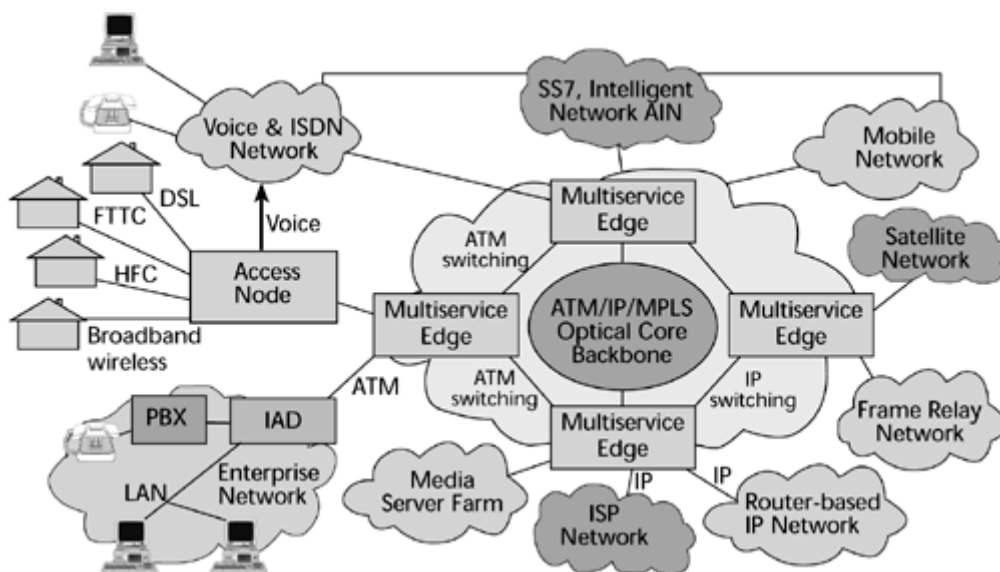 SS7, Intelligent
Network AIN
Voice & ISDN
Network
Mobile
Network
DSL
FTTC
Voice
Multiservice
Edge
ATM
switching
Satellite
Network
HFC
Access
Node
Multiservice
Edge
ATM/IP/MPLS
Optical Core
Backbone
Multiservice
Edge
Broadband
wireless
ATM
ATM
switching
IP
switching
PBX
IAD
Multiservice
Edge
Frame Relay
Network
LAN
Enterprise
Network
Media
Server Farm
IP
IP
ISP
Network
Router-based
IP Network